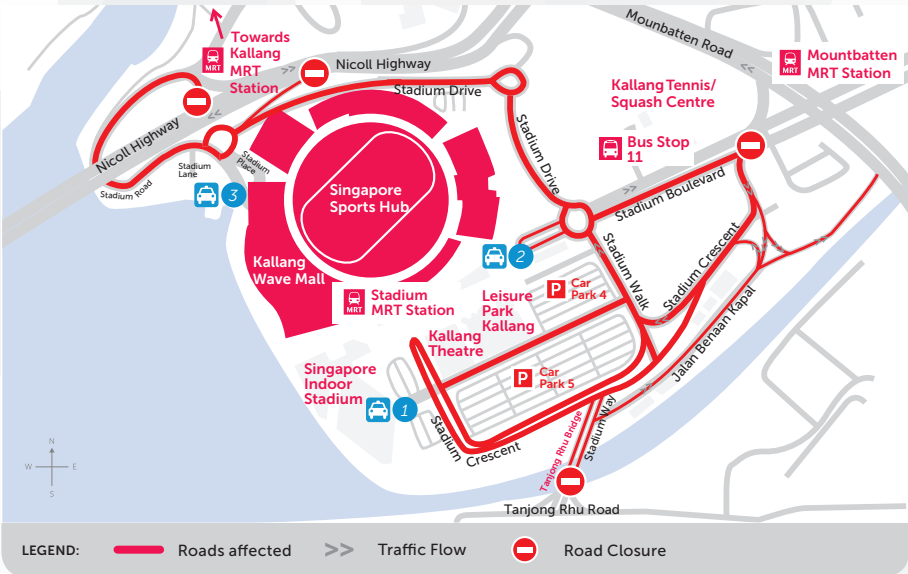 Towards
Kallang
MRT
Station
MRT
Nicoll Highway
Mounbatten Road
MRT
Mountbatten
MRT Station
Stadium Drive
Kallang Tennis/
Squash Centre
Nicoll Highway
Stadium Drive
Bus Stop
11
Stadium
Lane
Stadium
Place
Stadium Road
3
Singapore
Sports Hub
Stadium Boulevard
2
Kallang
Wave Mall
Stadium Walk
Stadium Crescent
MRT
Stadium
MRT Station
Leisure
Park
Kallang
P
Car
Park 4
Kallang
Theatre
Jalan Benaan Kapal
Singapore
Indoor
Stadium
1
P
Car
Park 5
Stadium
Crescent
Tanjong Rhu Bridge
Stadium Way
N
W
E
S
Tanjong Rhu Road
LEGEND:
Roads affected
Traffic Flow
Road Closure